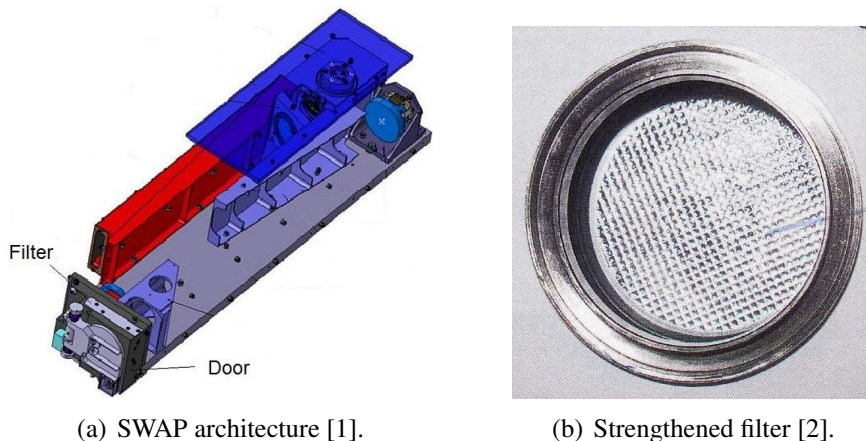 Filter
Door
(a) SWAP architecture [1].
(b) Strengthened filter [2].